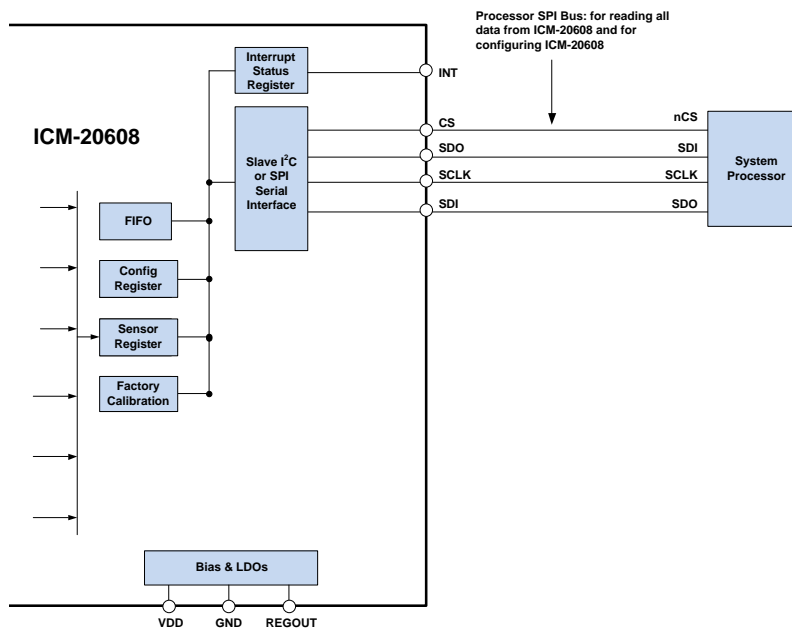 Processor SPI Bus: for reading all
data from ICM-20608 and for
configuring ICM-20608
Interrupt
Status
Register
INT
ICM-20608
Slave I²C
or SPI
Serial
Interface
CS
nCS
SDO
SDI
SCLK
SCLK
SDI
SDO
System
Processor
FIFO
Config
Register
Sensor
Register
Factory
Calibration
Bias & LDOs
VDD
GND
REGOUT